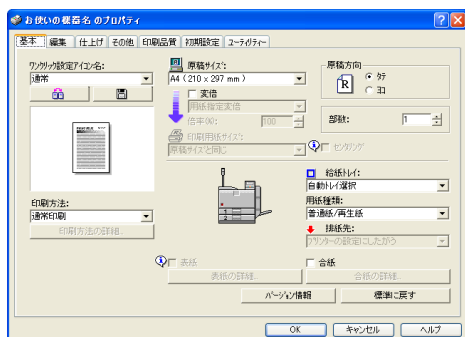 お使いの機器名 のプロパティ
基本 編集 仕上げ その他 印刷品質 初期設定 ユーティリティー
ワンクリック設定アイコン名:
通常
印刷方法:
通常印刷
印刷方法の詳細...
原稿サイズ:
A4 ( 210 x 297 mm )
変倍
用紙指定変倍
倍率(%): 100
印刷用紙サイズ:
原稿サイズと同じ
原稿方向
R
タテ
ヨコ
部数: 1
センタリング
給紙トレイ:
自動トレイ選択
用紙種類:
普通紙/再生紙
排紙先:
プリンターの設定にしたがう
表紙
表紙の詳細...
合紙
合紙の詳細...
バージョン情報
標準に戻す
OK
キャンセル
ヘルプ